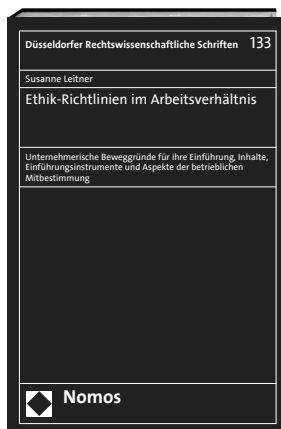 Düsseldorfer Rechtswissenschaftliche Schriften 133
Susanne Leitner
Ethik-Richtlinien im Arbeitsverhältnis
Unternehmerische Beweggründe für ihre Einführung, Inhalte,
Einführungsinstrumente und Aspekte der betrieblichen
Mitbestimmung
Nomos